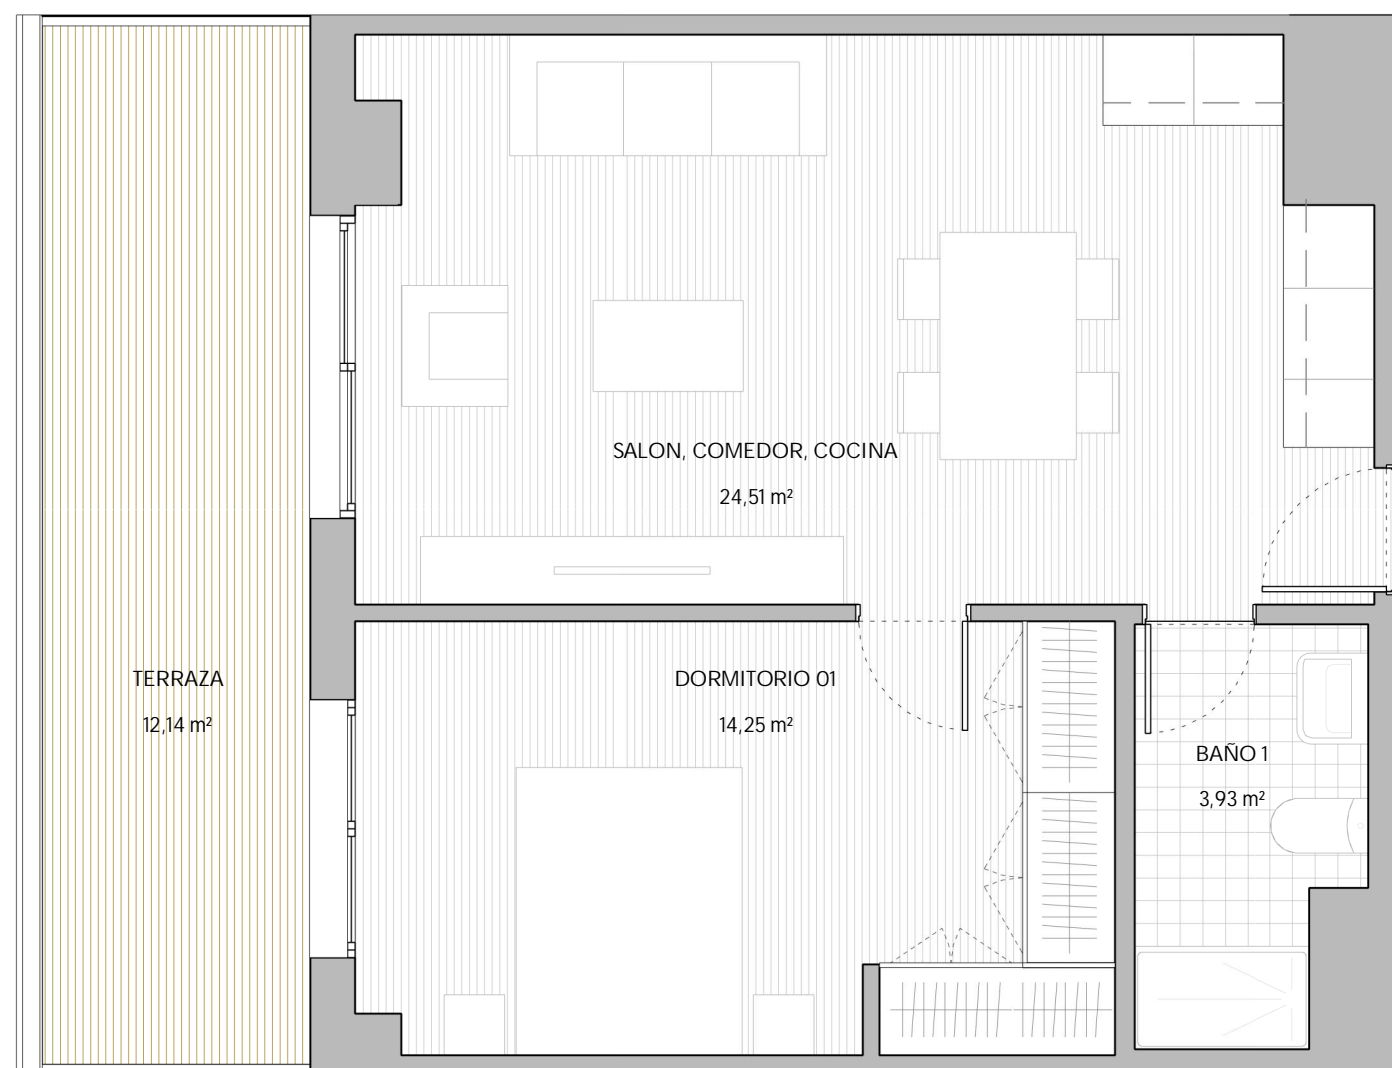 SALON, COMEDOR, COCINA
24,51 m²
TERRAZA
12,14 m²
DORMITORIO 01
14,25 m²
BAÑO 1
3,93 m²